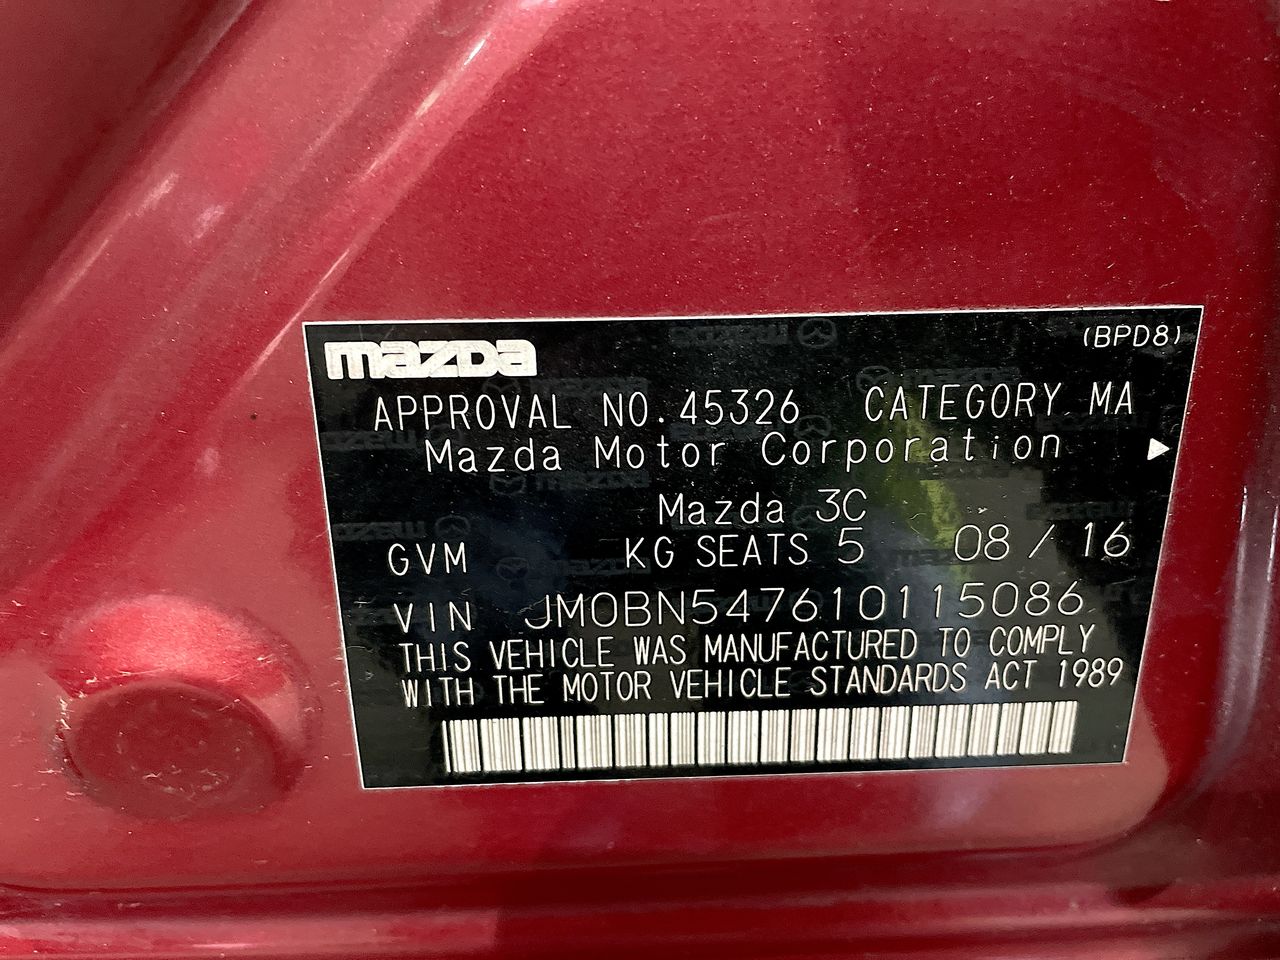 mazda
(BPD8)
APPROVAL NO. 45326 CATEGORY MA
Mazda Motor Corporation
Mazda 3C
GVM KG SEATS 5 08 / 16
VIN JM0BN547610115086
THIS VEHICLE WAS MANUFACTURED TO COMPLY
WITH THE MOTOR VEHICLE STANDARDS ACT 1989